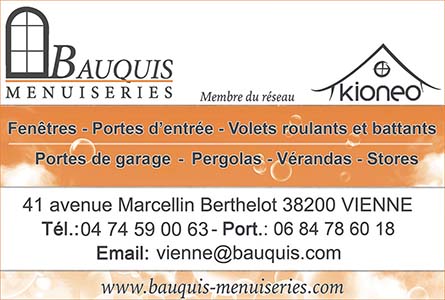 BAUQUIS
MENUISERIES
Membre du réseau kioneo
Fenêtres - Portes d'entrée - Volets roulants et battants
Portes de garage - Pergolas - Vérandas - Stores
41 avenue Marcellin Berthelot 38200 VIENNE
Tél.:04 74 59 00 63 - Port.: 06 84 78 60 18
Email: vienne@bauquis.com
www.bauquis-menuiseries.com